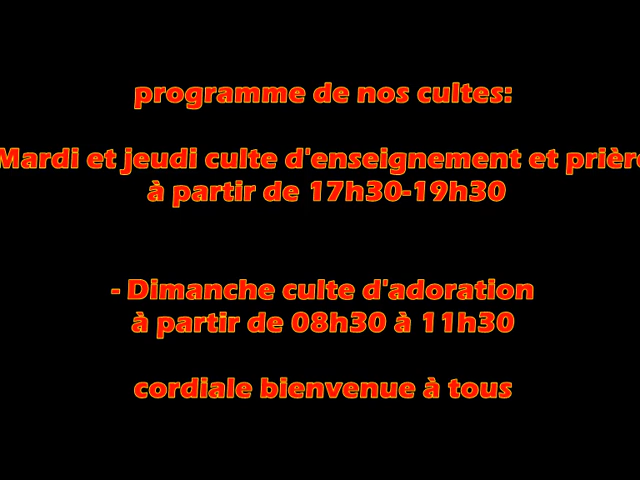 programme de nos cultes:
Mardi et jeudi culte d'enseignement et prière
à partir de 17h30-19h30
- Dimanche culte d'adoration
à partir de 08h30 à 11h30
cordiale bienvenue à tous